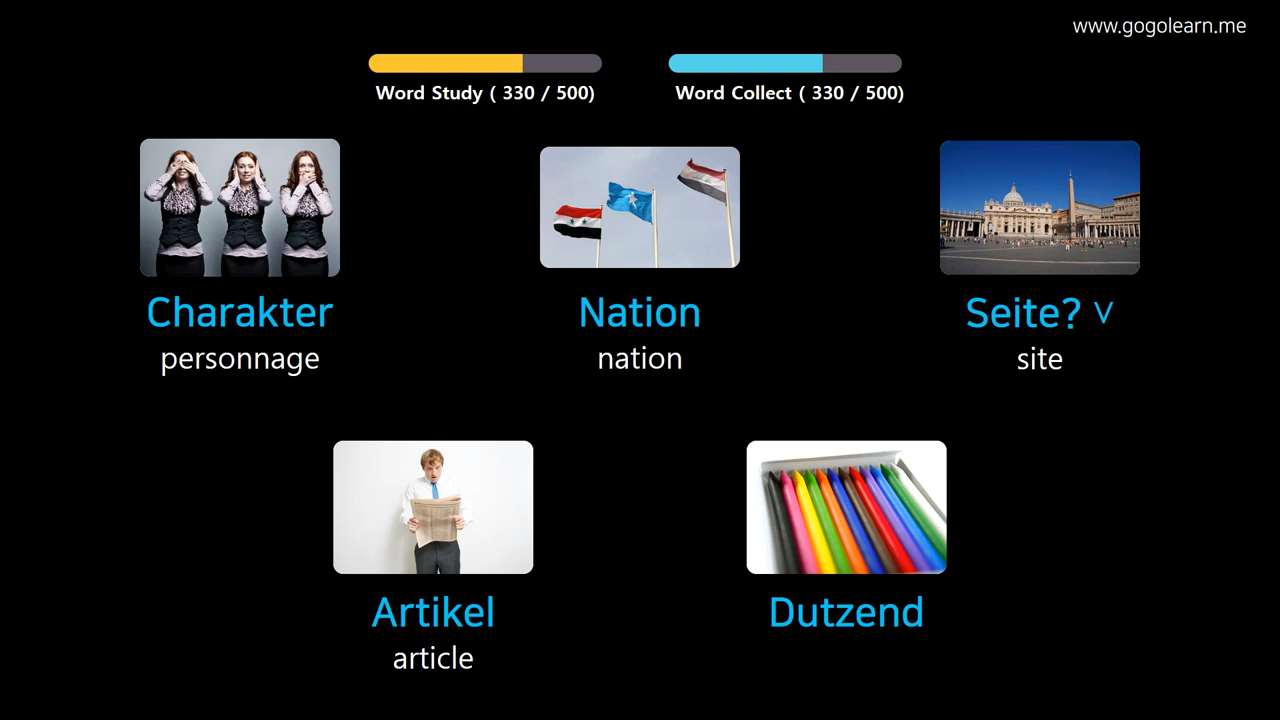 www.gogolearn.me
Word Study ( 330 / 500)
Word Collect ( 330 / 500)
Charakter
personnage
Nation
nation
Seite? ∨
site
Artikel
article
Dutzend